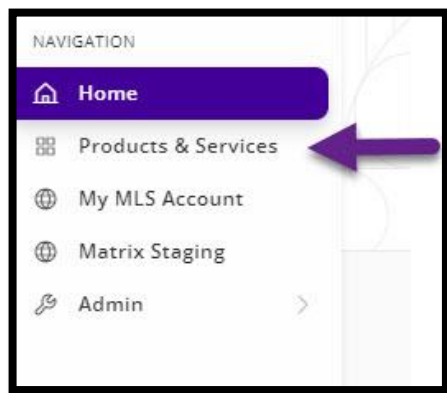 NAVIGATION
Home
Products & Services
My MLS Account
Matrix Staging
Admin